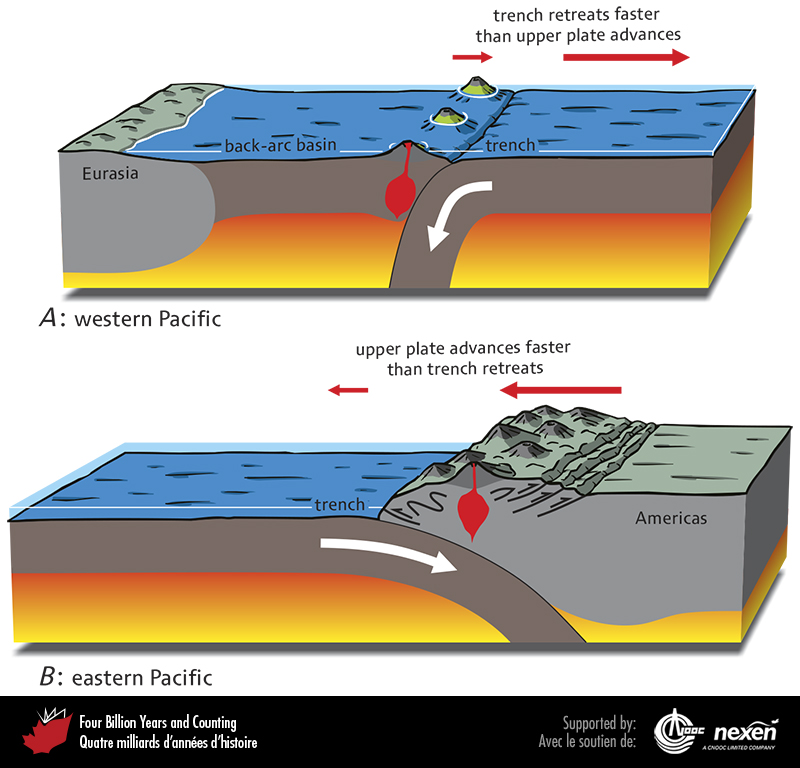 trench retreats faster
than upper plate advances
back-arc basin
trench
Eurasia
A: western Pacific
upper plate advances faster
than trench retreats
trench
Americas
B: eastern Pacific
Four Billion Years and Counting
Quatre milliards d'années d'histoire
Supported by:
Avec le soutien de:
CNOOC
nexen
A CNOOC LIMITED COMPANY